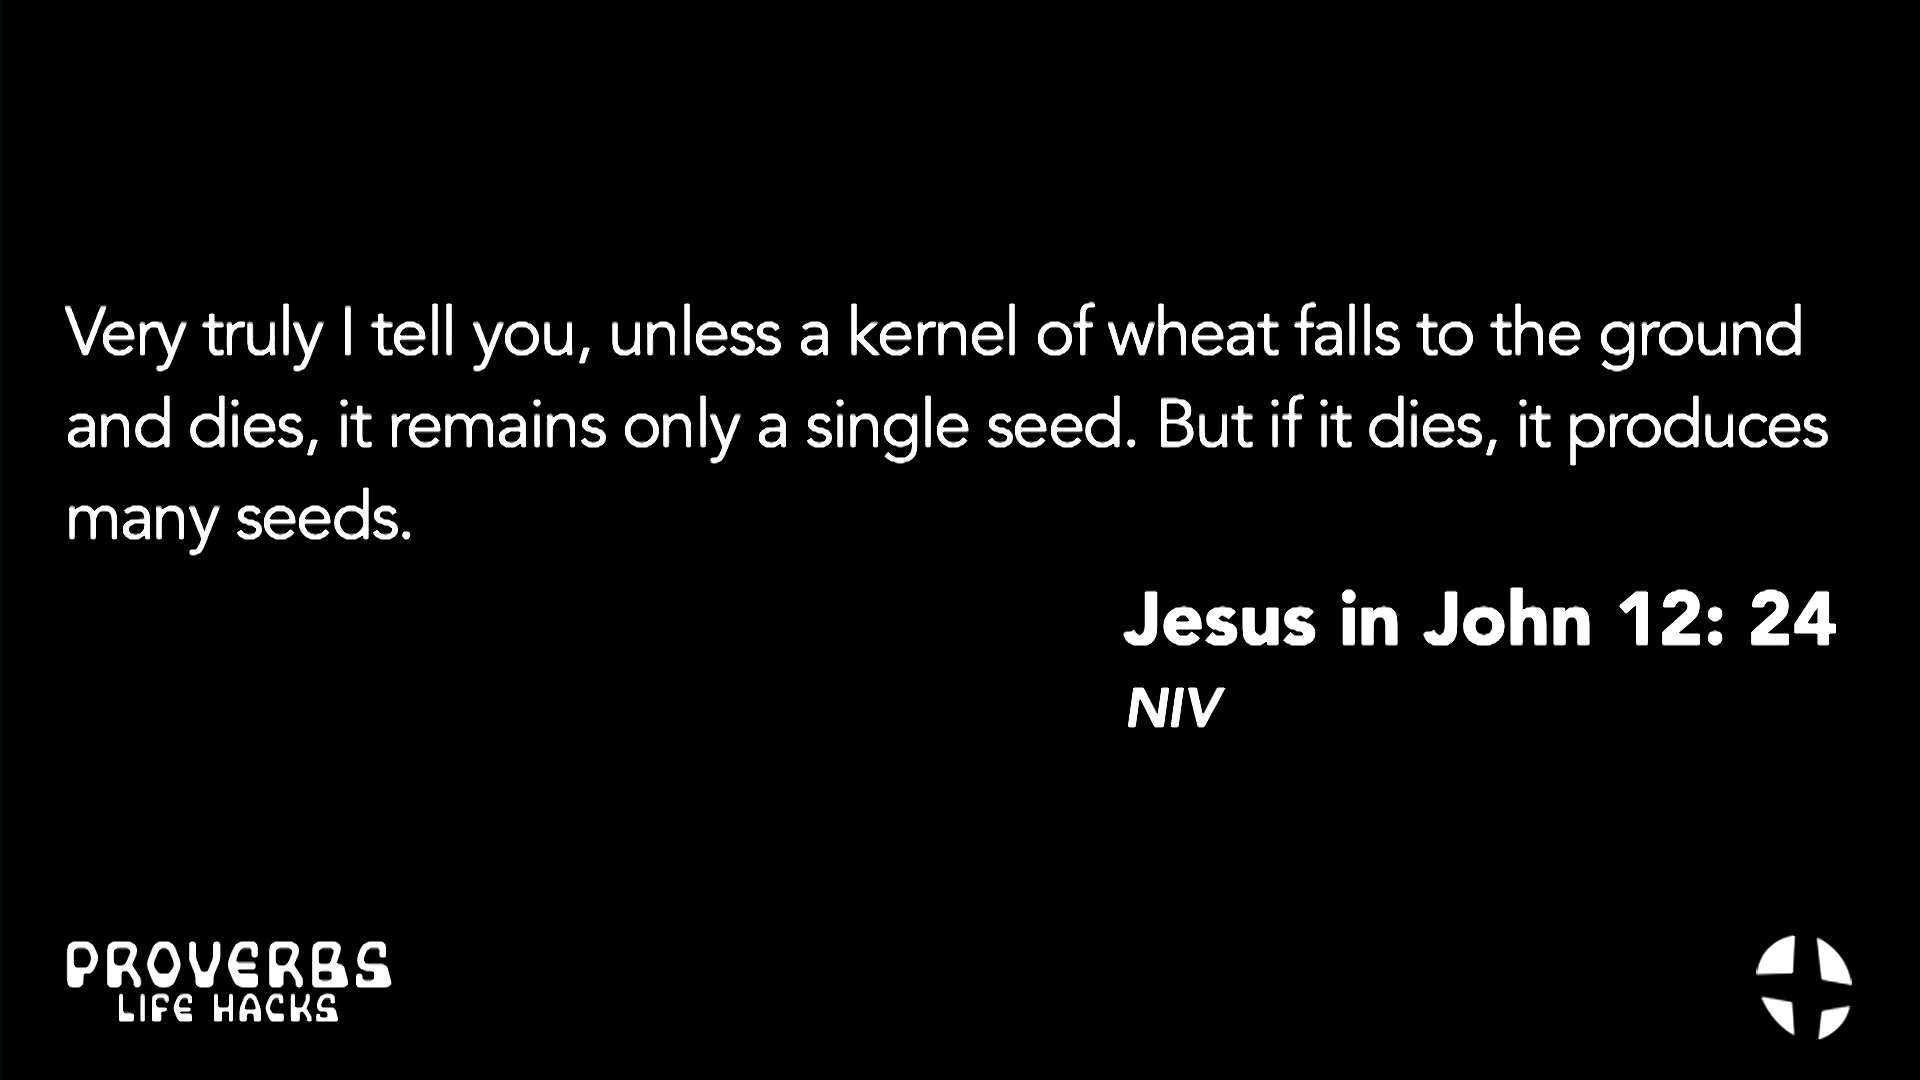 Very truly I tell you, unless a kernel of wheat falls to the ground
and dies, it remains only a single seed. But if it dies, it produces
many seeds.
Jesus in John 12: 24
NIV
PROVERBS
LIFE HACKS